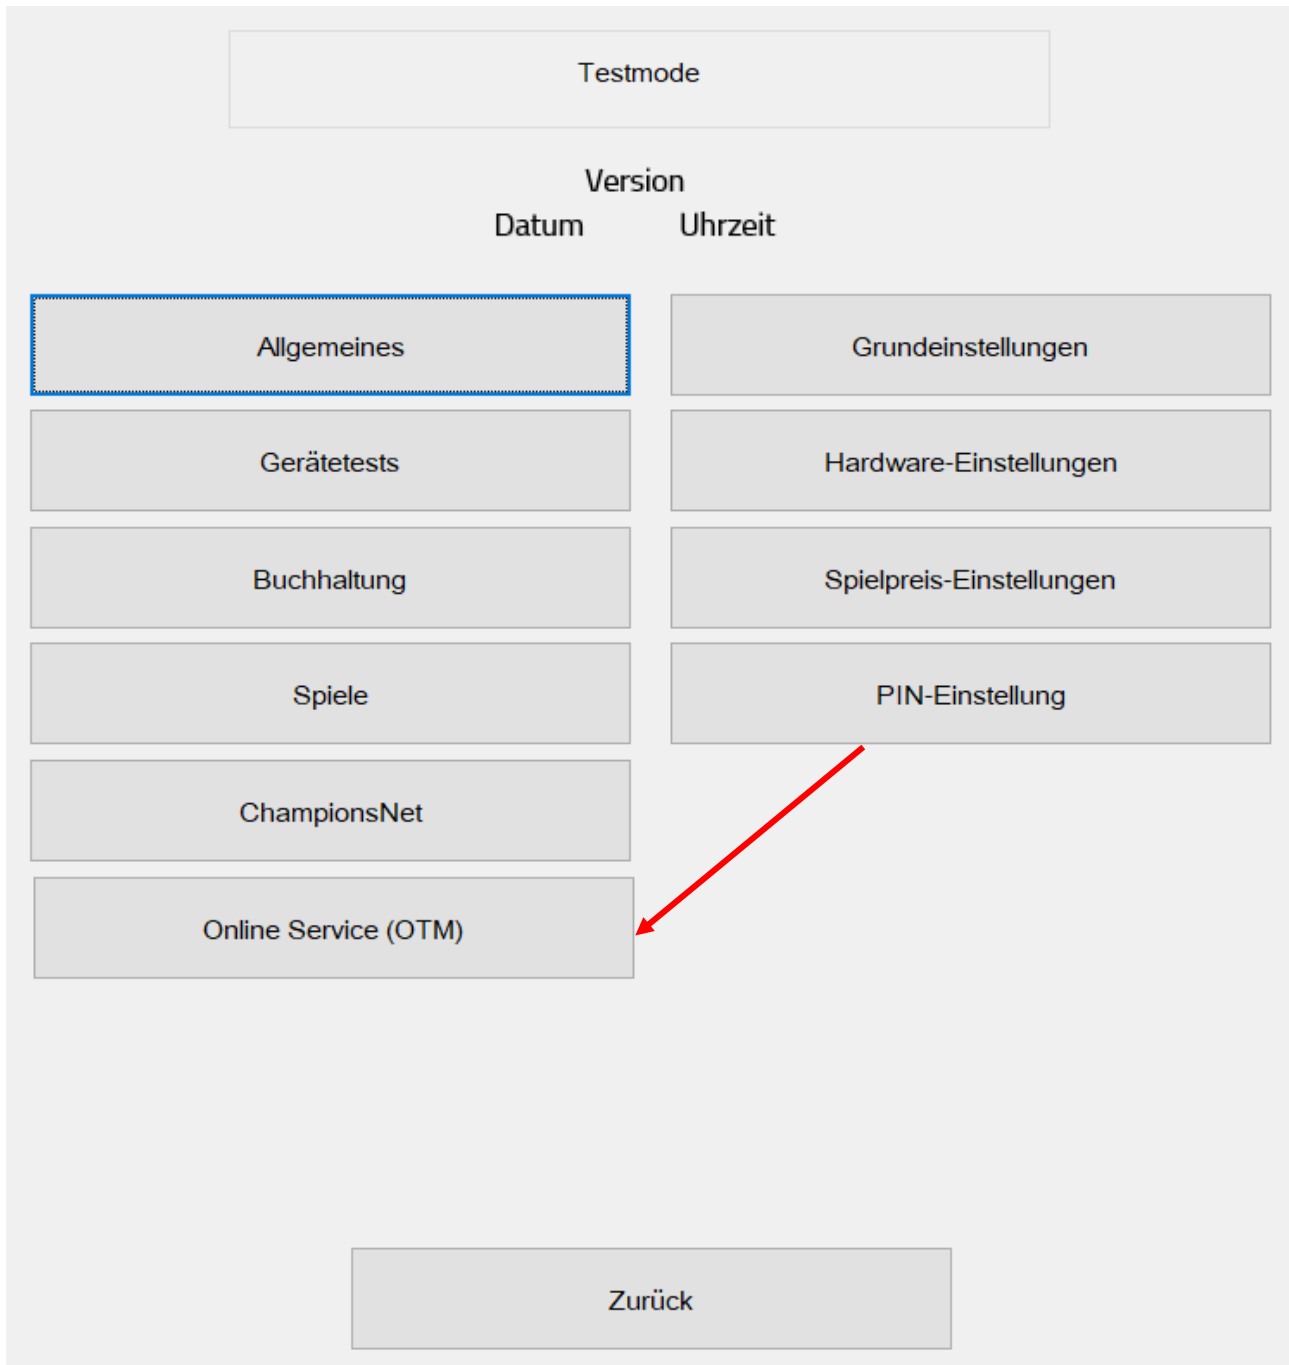 Testmode
Version
Datum Uhrzeit
Allgemeines
Grundeinstellungen
Gerätetests
Hardware-Einstellungen
Buchhaltung
Spielpreis-Einstellungen
Spiele
PIN-Einstellung
ChampionsNet
Online Service (OTM)
Zurück